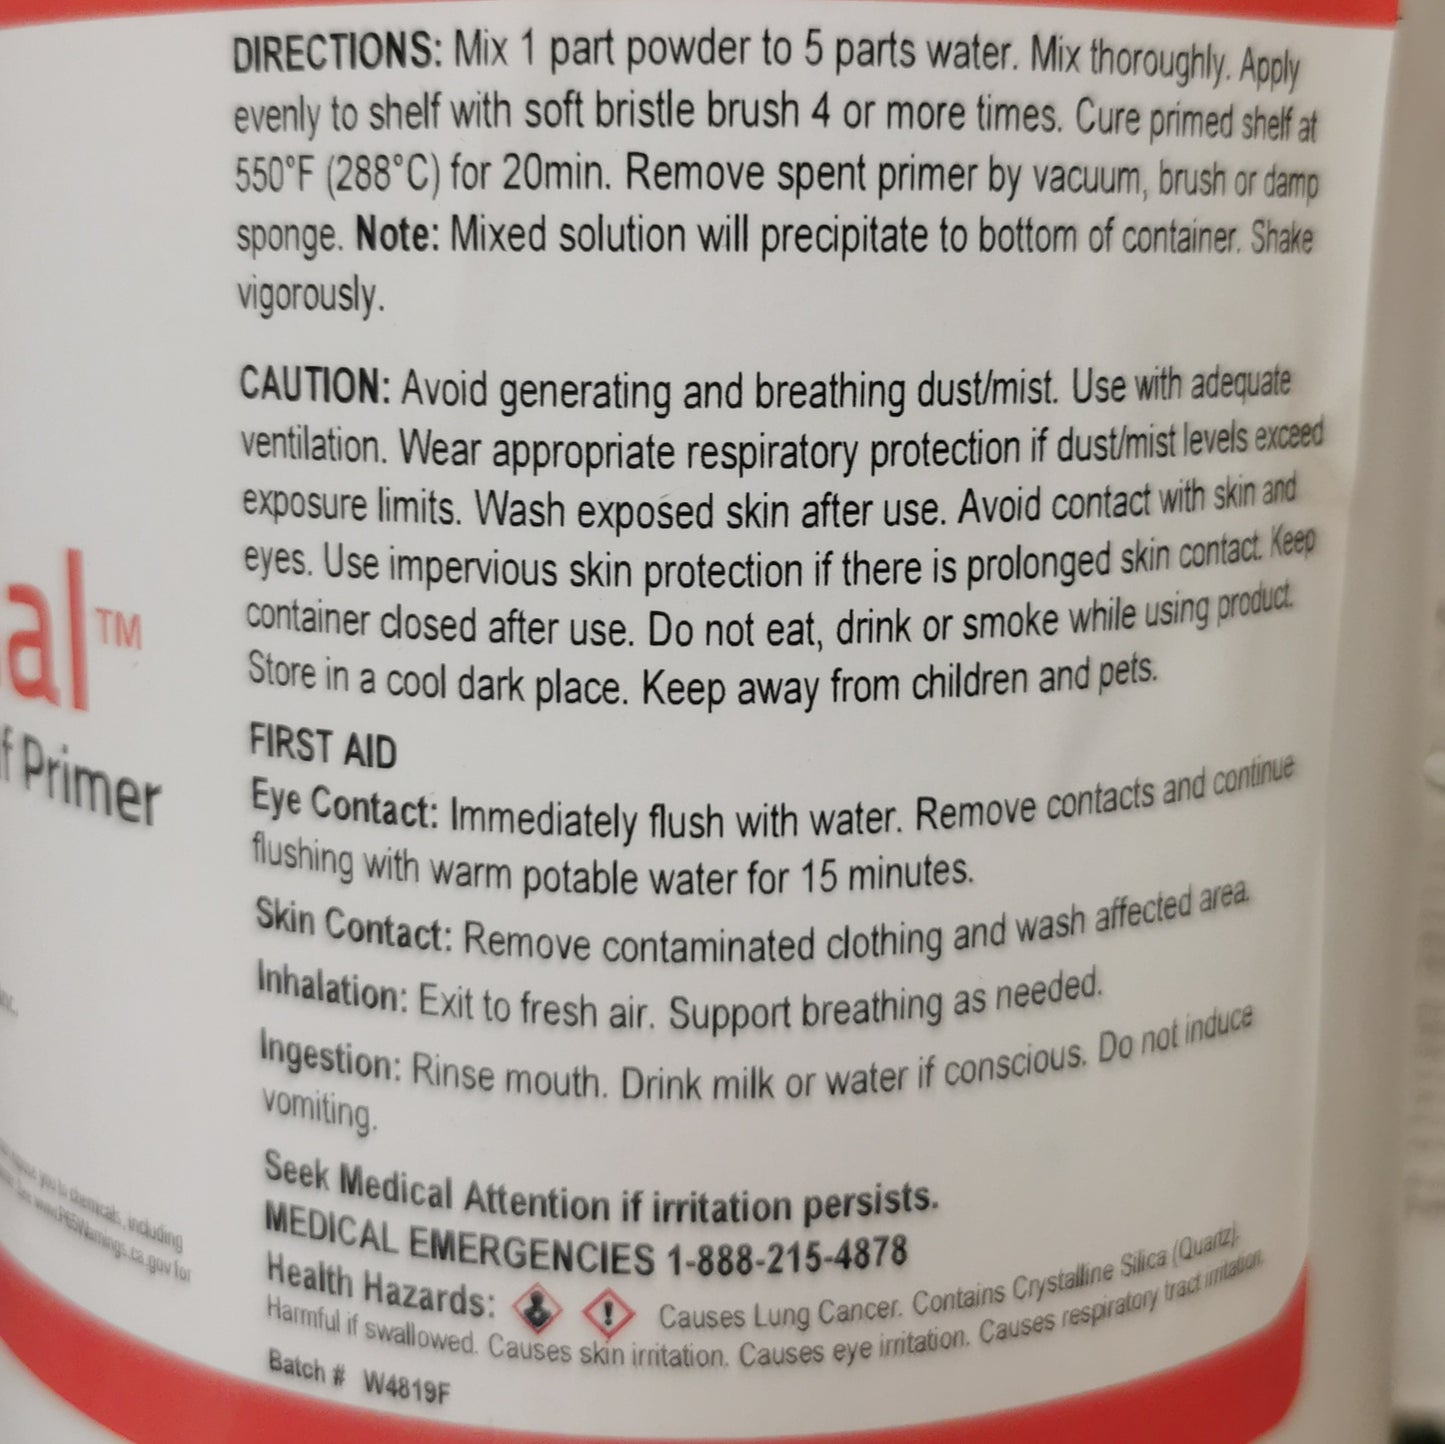 DIRECTIONS: Mix 1 part powder to 5 parts water. Mix thoroughly. Apply
evenly to shelf with soft bristle brush 4 or more times. Cure primed shelf at
550°F (288°C) for 20min. Remove spent primer by vacuum, brush or damp
sponge. Note: Mixed solution will precipitate to bottom of container. Shake
vigorously.
CAUTION: Avoid generating and breathing dust/mist. Use with adequate
ventilation. Wear appropriate respiratory protection if dust/mist levels exceed
exposure limits. Wash exposed skin after use. Avoid contact with skin and
eyes. Use impervious skin protection if there is prolonged skin contact. Keep
container closed after use. Do not eat, drink or smoke while using product.
Store in a cool dark place. Keep away from children and pets.
FIRST AID
Eye Contact: Immediately flush with water. Remove contacts and continue
flushing with warm potable water for 15 minutes.
Skin Contact: Remove contaminated clothing and wash affected area.
Inhalation: Exit to fresh air. Support breathing as needed.
Ingestion: Rinse mouth. Drink milk or water if conscious. Do not induce
vomiting.
Seek Medical Attention if irritation persists.
MEDICAL EMERGENCIES 1-888-215-4878
Health Hazards: Causes Lung Cancer. Contains Crystalline Silica (Quartz).
Harmful if swallowed. Causes skin irritation. Causes eye irritation. Causes respiratory tract irritation.
Batch # W4819F
al™
f Primer
you to chemicals, including
www.P65Warnings.ca.gov for